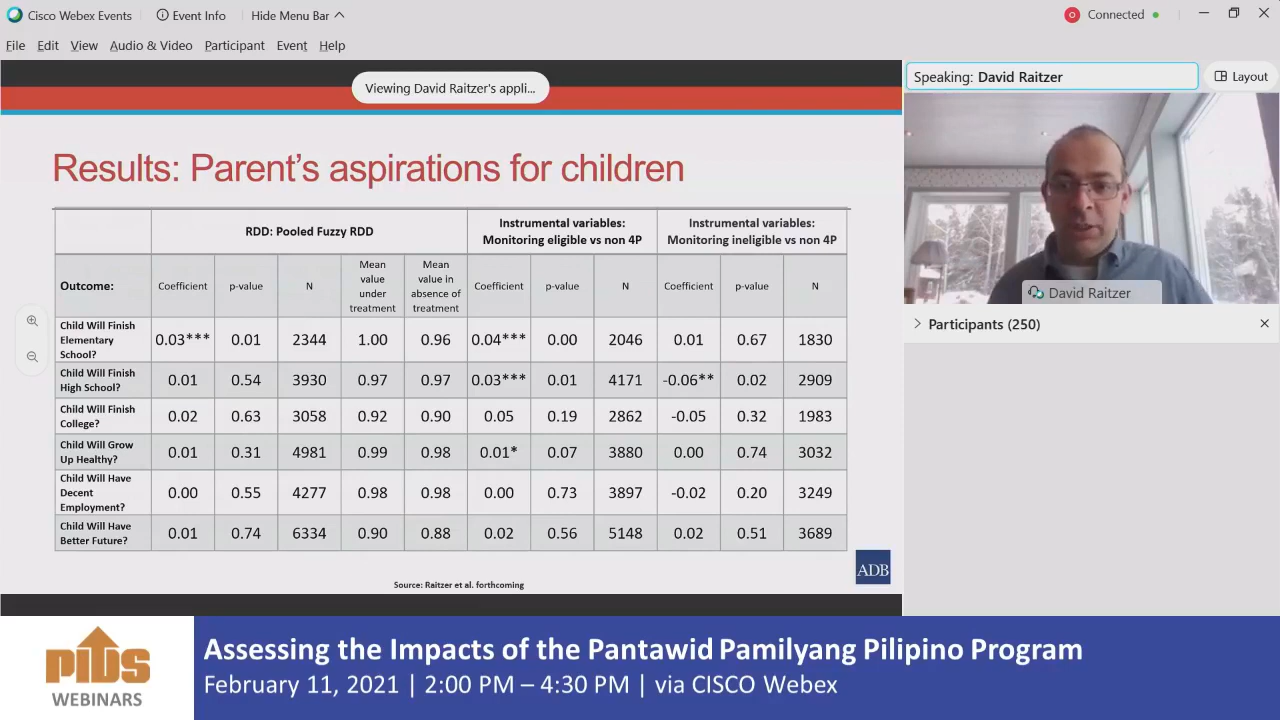 Cisco Webex Events
Event Info
Hide Menu Bar
Connected
File Edit View Audio & Video Participant Event Help
Viewing David Raitzer's appli...
Speaking: David Raitzer
Layout
Results: Parent's aspirations for children
RDD: Pooled Fuzzy RDD
Instrumental variables:
Monitoring eligible vs non 4P
Instrumental variables:
Monitoring ineligible vs non 4P
Outcome:
Coefficient
p-value
N
Mean
value
under
treatment
Mean
value in
absence of
treatment
Coefficient
p-value
N
Coefficient
p-value
N
Child Will Finish
Elementary
School?
0.03*** 0.01 2344 1.00 0.96 0.04*** 0.00 2046 0.01 0.67 1830
Child Will Finish
High School?
0.01 0.54 3930 0.97 0.97 0.03*** 0.01 4171 -0.06** 0.02 2909
Child Will Finish
College?
0.02 0.63 3058 0.92 0.90 0.05 0.19 2862 -0.05 0.32 1983
Child Will Grow
Up Healthy?
0.01 0.31 4981 0.99 0.98 0.01* 0.07 3880 0.00 0.74 3032
Child Will Have
Decent
Employment?
0.00 0.55 4277 0.98 0.98 0.00 0.73 3897 -0.02 0.20 3249
Child Will Have
Better Future?
0.01 0.74 6334 0.90 0.88 0.02 0.56 5148 0.02 0.51 3689
Source: Raitzer et al. forthcoming
ADB
David Raitzer
Participants (250)
PIDS
WEBINARS
Assessing the Impacts of the Pantawid Pamilyang Pilipino Program
February 11, 2021 | 2:00 PM – 4:30 PM | via CISCO Webex